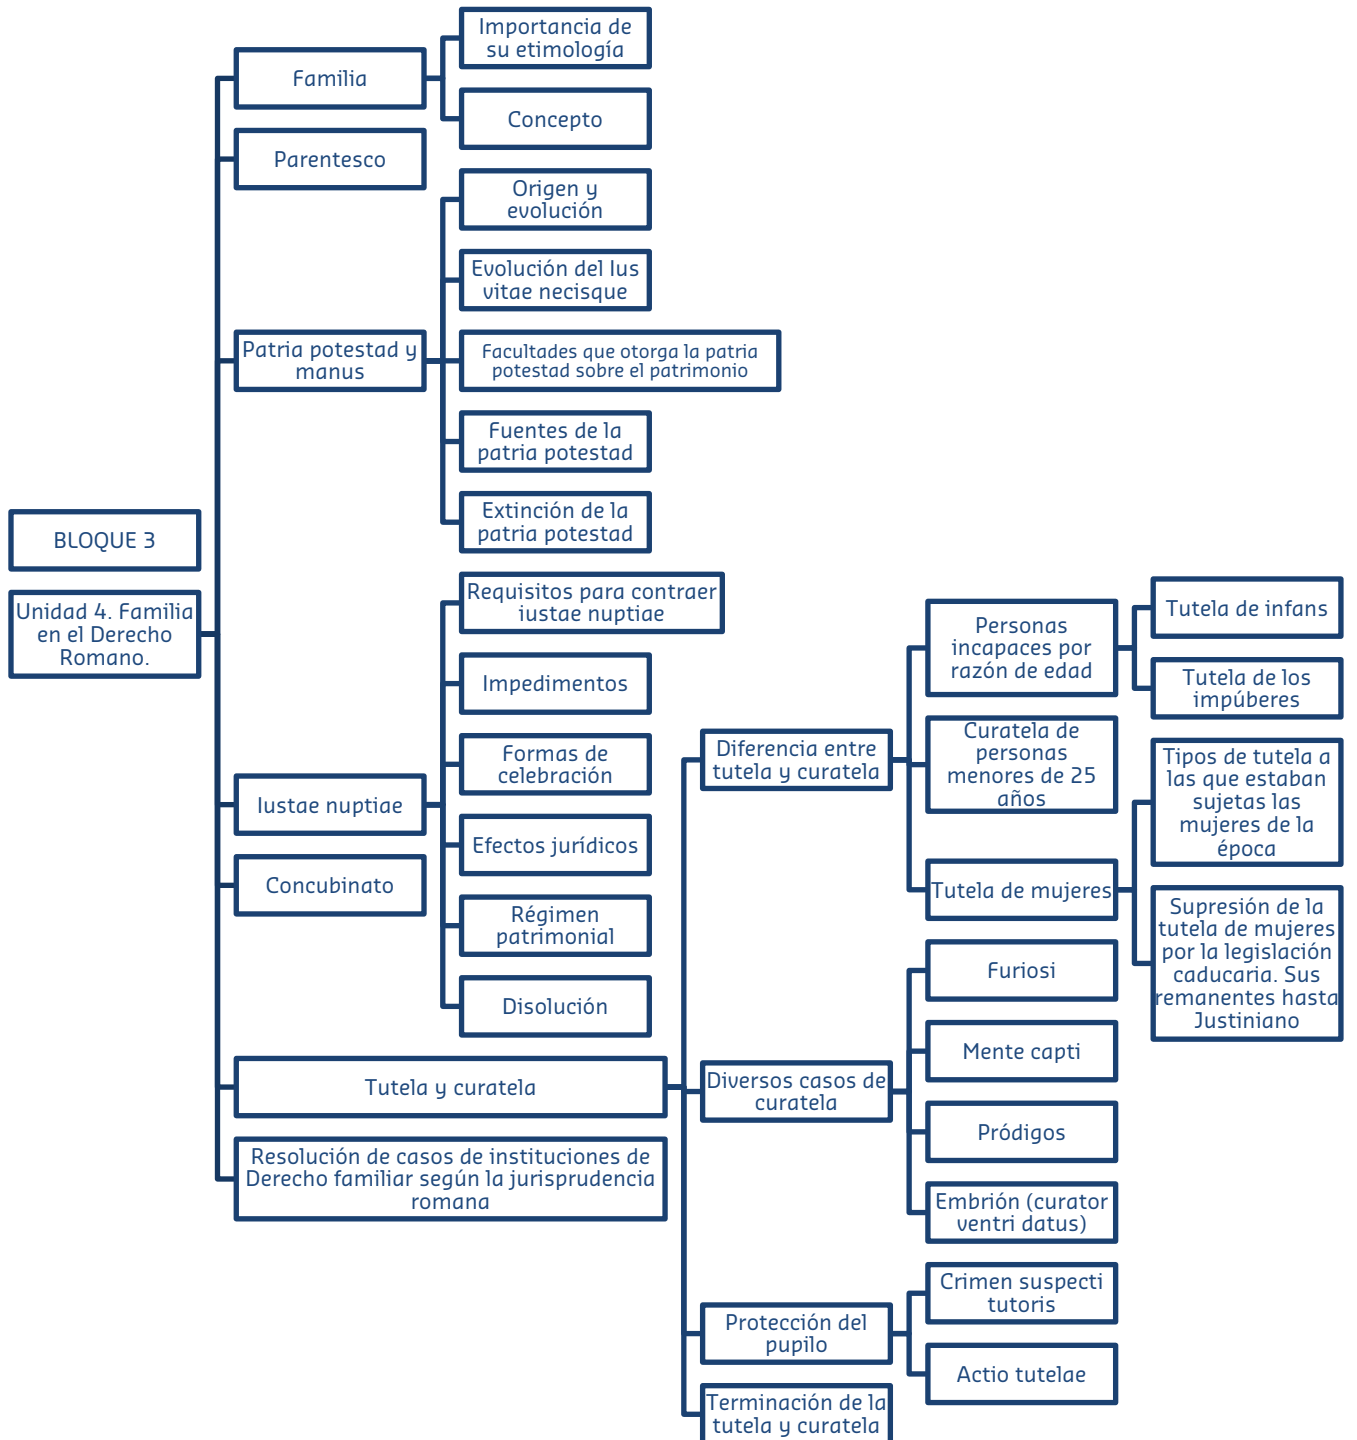 BLOQUE 3
Unidad 4. Familia
en el Derecho
Romano.
Familia
Importancia de
su etimología
Concepto
Parentesco
Patria potestad y
manus
Origen y
evolución
Evolución del Ius
vitae necisque
Facultades que otorga la patria
potestad sobre el patrimonio
Fuentes de la
patria potestad
Extinción de la
patria potestad
Iustae nuptiae
Requisitos para contraer
iustae nuptiae
Impedimentos
Formas de
celebración
Efectos jurídicos
Régimen
patrimonial
Disolución
Concubinato
Tutela y curatela
Diferencia entre
tutela y curatela
Personas
incapaces por
razón de edad
Tutela de infans
Tutela de los
impúberes
Curatela de
personas
menores de 25
años
Tutela de mujeres
Tipos de tutela a
las que estaban
sujetas las
mujeres de la
época
Supresión de la
tutela de mujeres
por la legislación
caducaria. Sus
remanentes hasta
Justiniano
Diversos casos de
curatela
Furiosi
Mente capti
Pródigos
Embrión (curator
ventri datus)
Protección del
pupilo
Crimen suspecti
tutoris
Actio tutelae
Terminación de la
tutela y curatela
Resolución de casos de instituciones de
Derecho familiar según la jurisprudencia
romana